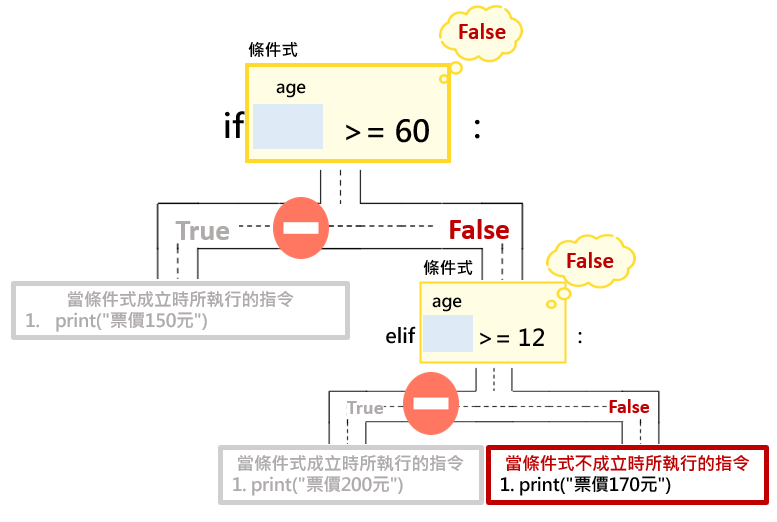 False
條件式
age
if >= 60 :
True
False
條件式
False
當條件式成立時所執行的指令
1. print("票價150元")
age
elif >= 12 :
True
False
當條件式成立時所執行的指令
1. print("票價200元")
當條件式不成立時所執行的指令
1. print("票價170元")